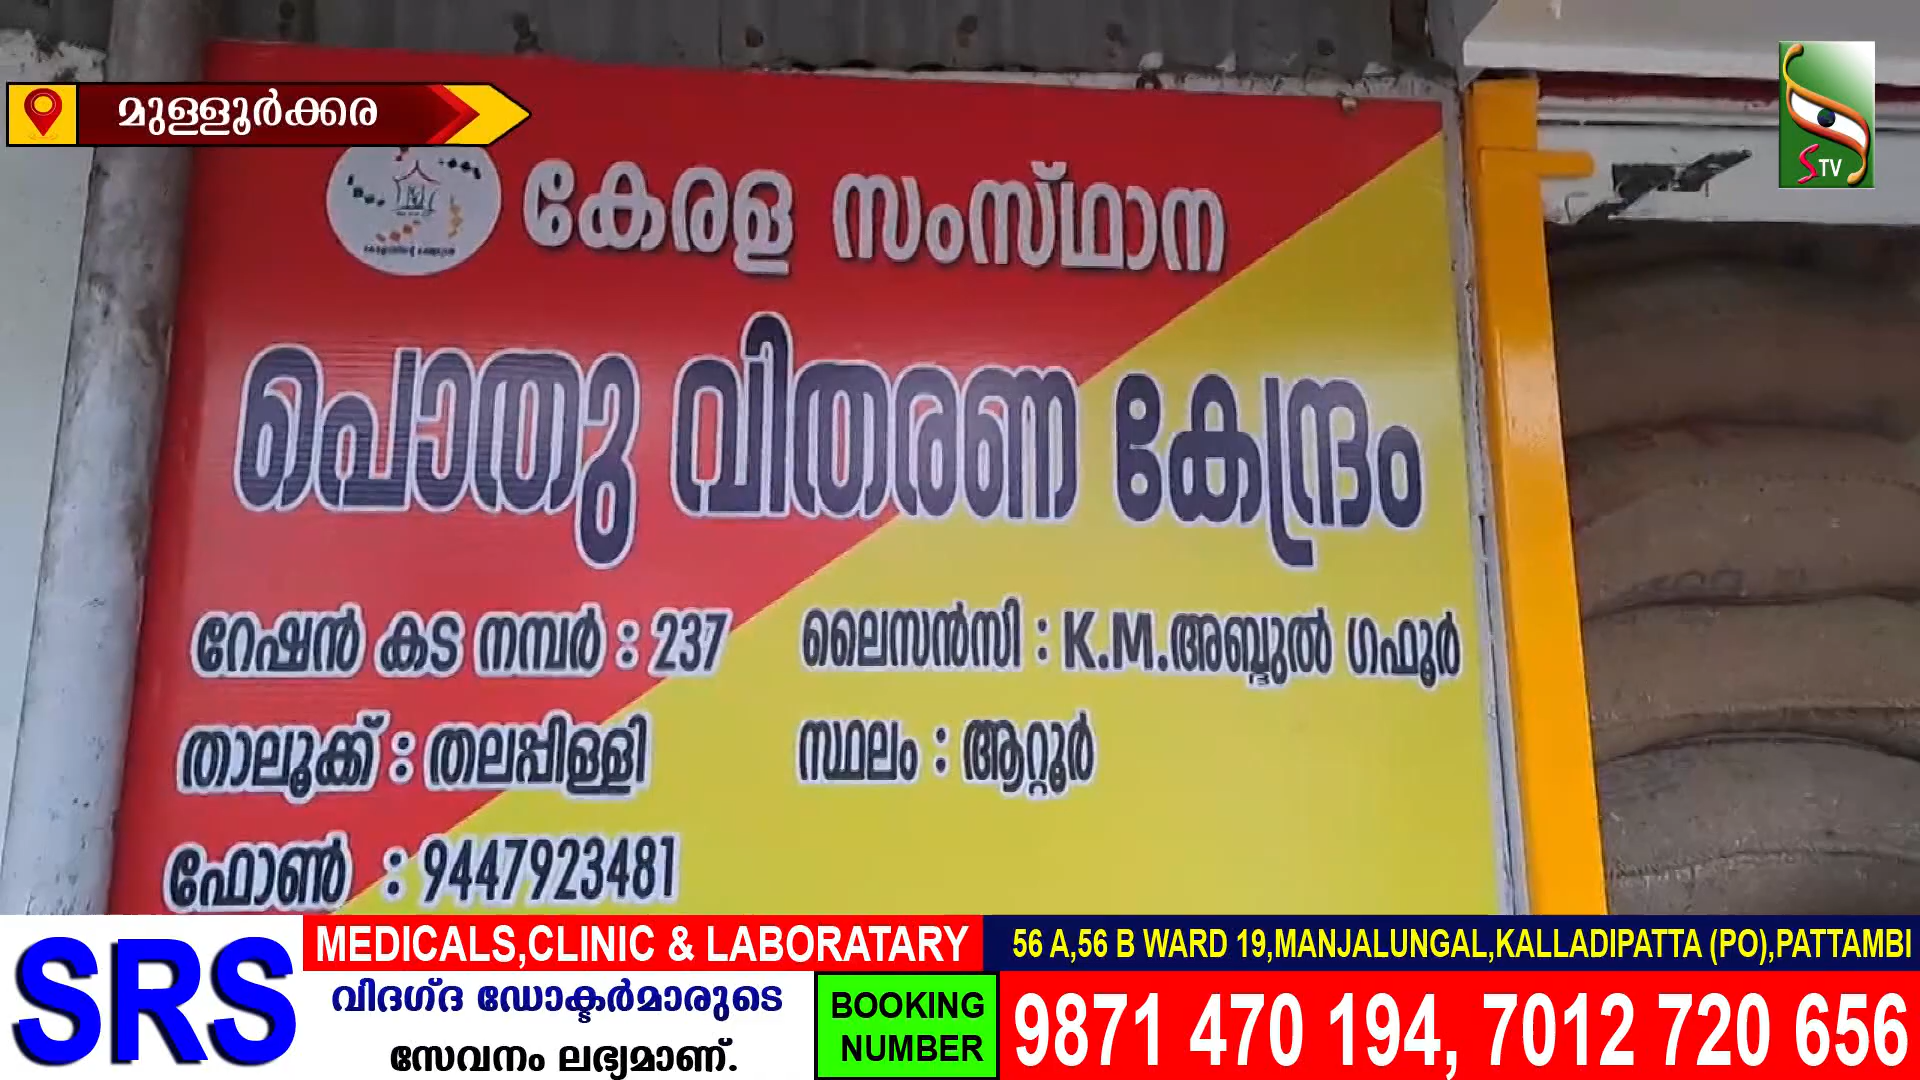 മുള്ളൂർക്കര
S TV
കേരള സംസ്ഥാന
പൊതു വിതരണ കേന്ദ്രം
റേഷൻ കട നമ്പർ : 237
ലൈസൻസി : K.M.അബ്ദുൽ ഗഫൂർ
താലൂക്ക് : തലപ്പിള്ളി
സ്ഥലം : ആറ്റൂർ
ഫോൺ : 9447923481
SRS
MEDICALS,CLINIC & LABORATARY
56 A,56 B WARD 19,MANJALUNGAL,KALLADIPATTA (PO),PATTAMBI
വിദഗ്ദ ഡോക്ടർമാരുടെ
സേവനം ലഭ്യമാണ്.
BOOKING
NUMBER
9871 470 194, 7012 720 656